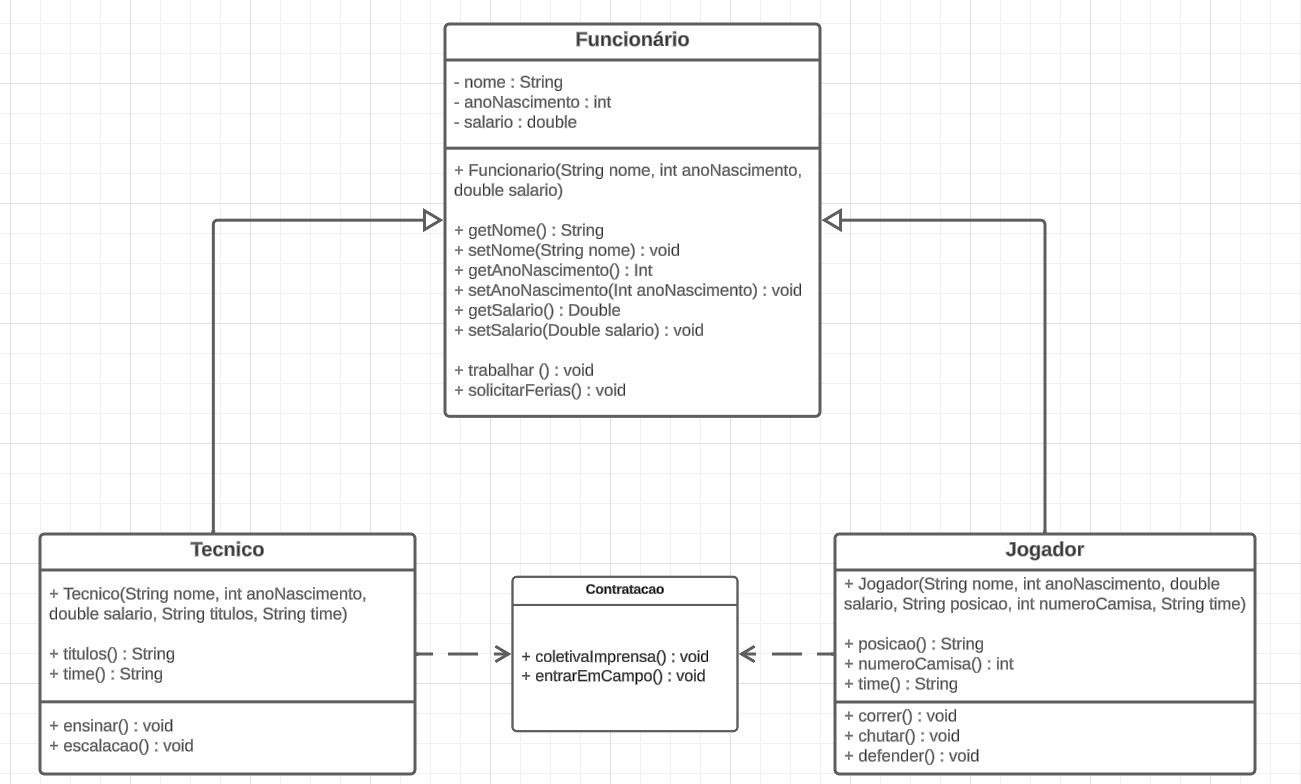 Funcionário
- nome : String
- anoNascimento : int
- salario : double
+ Funcionario(String nome, int anoNascimento,
double salario)
+ getNome() : String
+ setNome(String nome) : void
+ getAnoNascimento() : Int
+ setAnoNascimento(Int anoNascimento) : void
+ getSalario() : Double
+ setSalario(Double salario) : void
+ trabalhar () : void
+ solicitarFerias() : void
Tecnico
+ Tecnico(String nome, int anoNascimento,
double salario, String titulos, String time)
+ titulos() : String
+ time() : String
+ ensinar() : void
+ escalacao() : void
Contratacao
+ coletivaImprensa() : void
+ entrarEmCampo() : void
Jogador
+ Jogador(String nome, int anoNascimento, double
salario, String posicao, int numeroCamisa, String time)
+ posicao() : String
+ numeroCamisa() : int
+ time() : String
+ correr() : void
+ chutar() : void
+ defender() : void